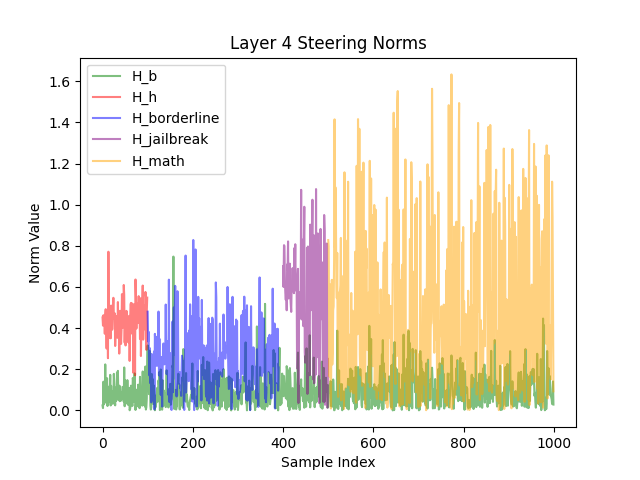 Layer 4 Steering Norms
H_b
H_h
H_borderline
H_jailbreak
H_math
Norm Value
1.6
1.4
1.2
1.0
0.8
0.6
0.4
0.2
0.0
0 200 400 600 800 1000
Sample Index